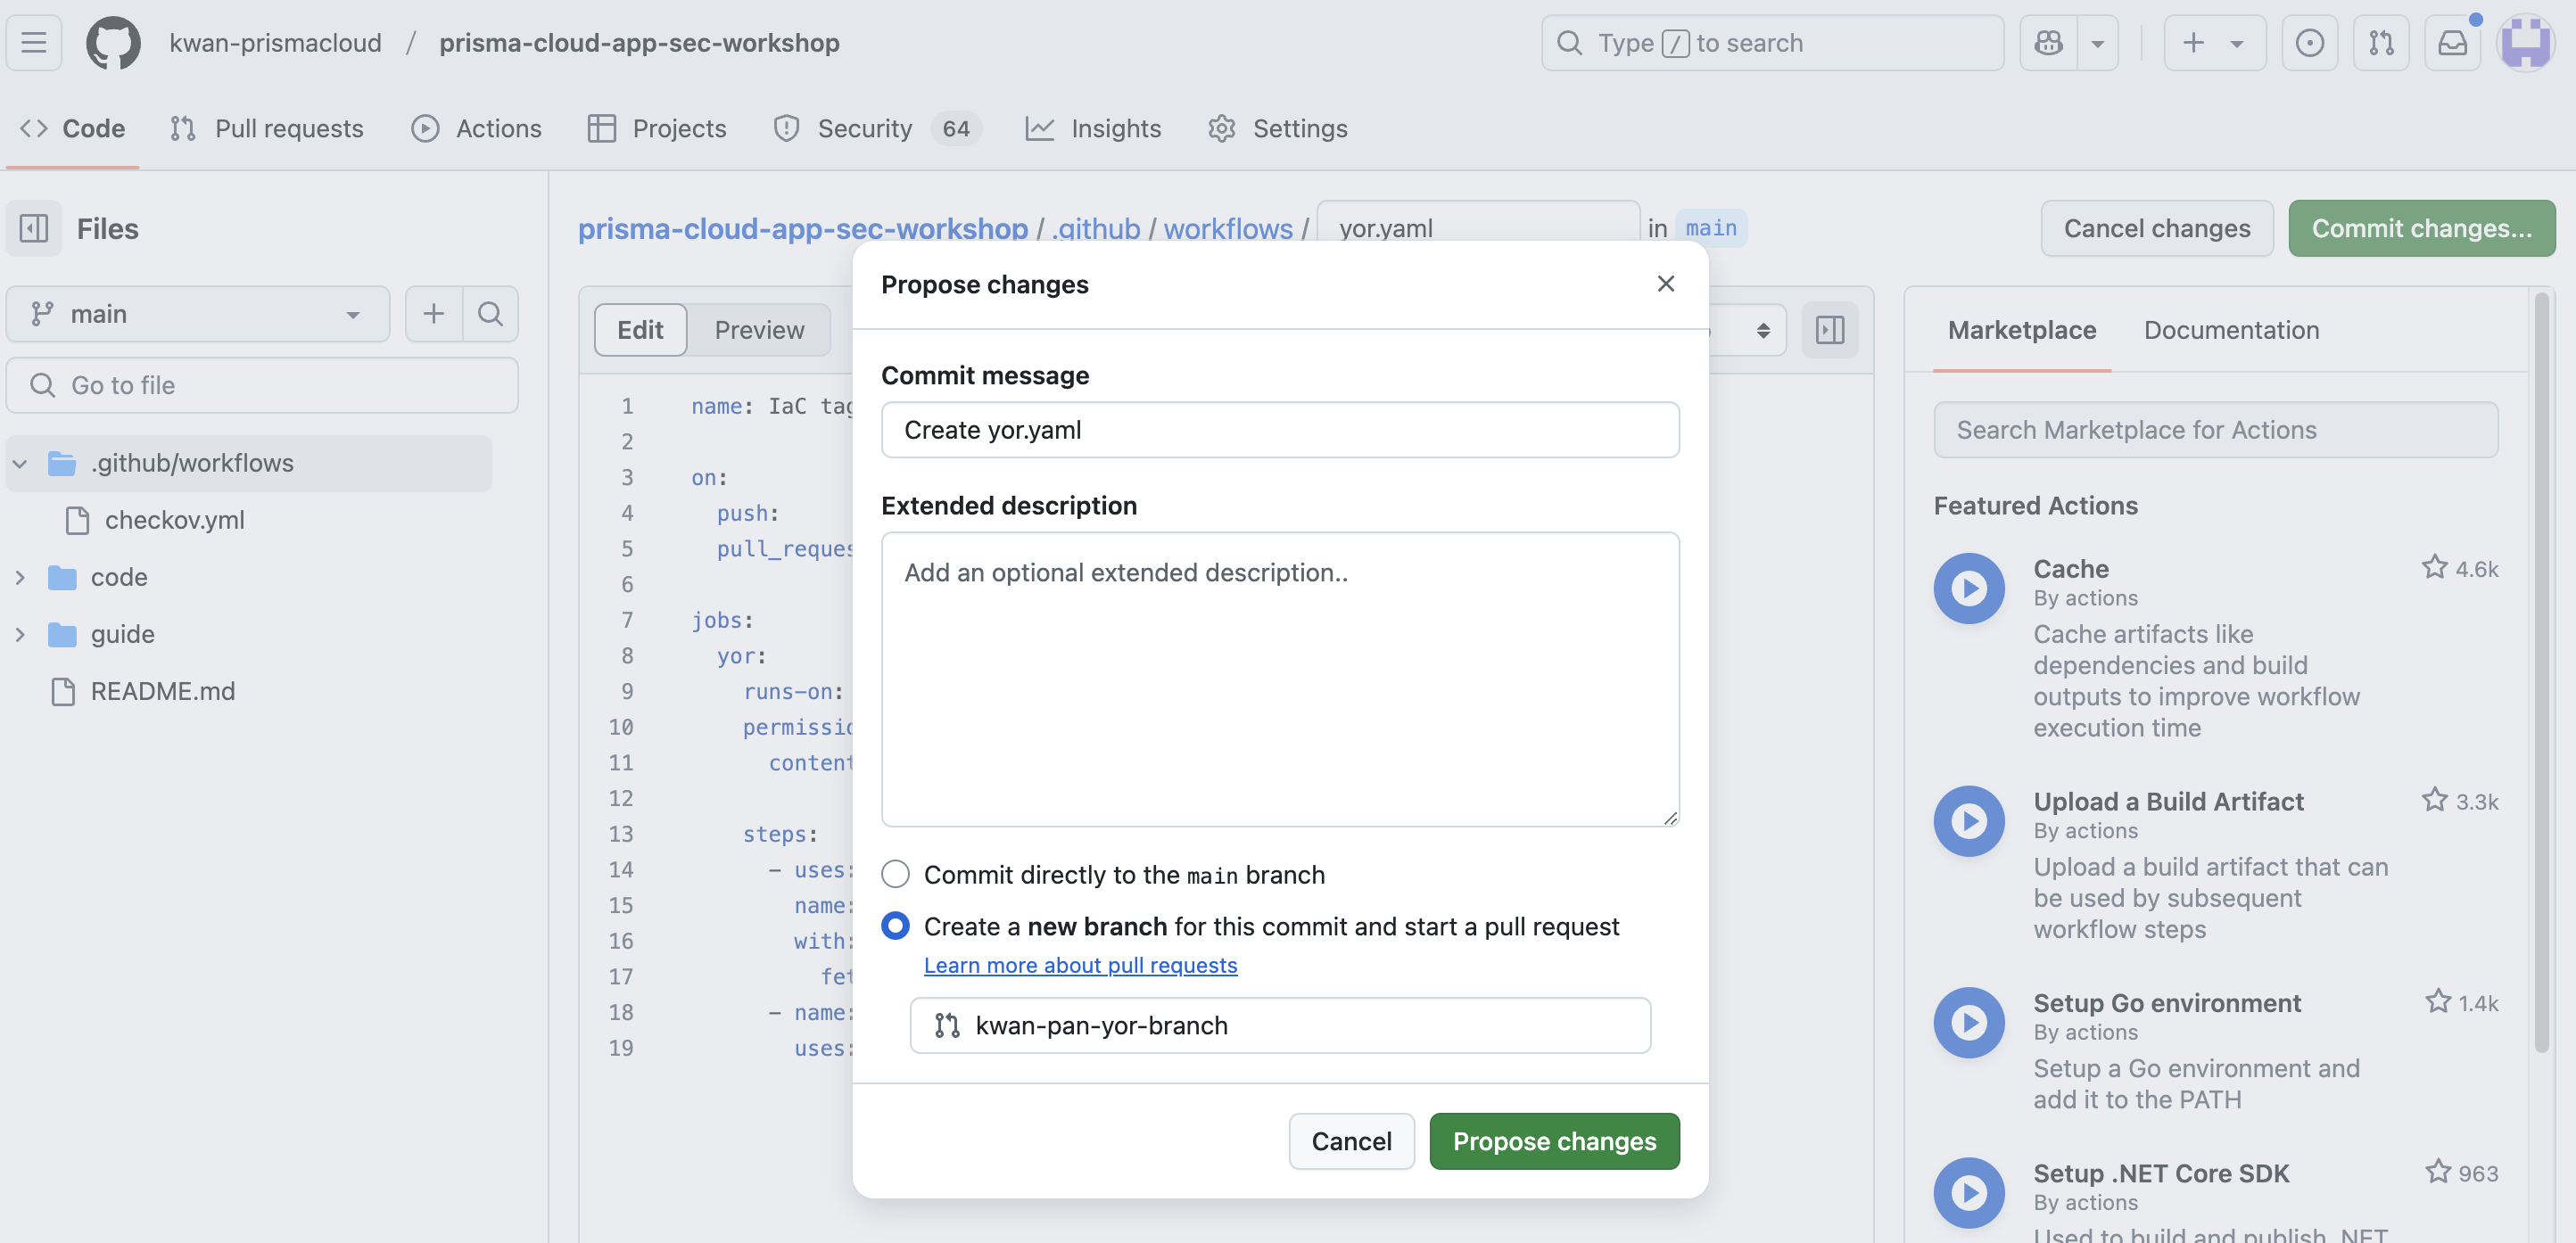 kwan-prismacloud / prisma-cloud-app-sec-workshop
Type / to search
Code
Pull requests
Actions
Projects
Security 64
Insights
Settings
Files
main
Go to file
.github/workflows
checkov.yml
code
guide
README.md
prisma-cloud-app-sec-workshop / .github / workflows / yor.yaml in main
Cancel changes
Commit changes...
Edit
Preview
1 name: IaC tag
2
3 on:
4 push:
5 pull_reques
6
7 jobs:
8 yor:
9 runs-on:
10 permissio
11 content
12
13 steps:
14 - uses:
15 name:
16 with:
17 fet
18 - name:
19 uses:
Propose changes
Commit message
Create yor.yaml
Extended description
Add an optional extended description..
Commit directly to the main branch
Create a new branch for this commit and start a pull request
Learn more about pull requests
kwan-pan-yor-branch
Cancel
Propose changes
Marketplace
Documentation
Search Marketplace for Actions
Featured Actions
Cache
4.6k
By actions
Cache artifacts like
dependencies and build
outputs to improve workflow
execution time
Upload a Build Artifact
3.3k
By actions
Upload a build artifact that can
be used by subsequent
workflow steps
Setup Go environment
1.4k
By actions
Setup a Go environment and
add it to the PATH
Setup .NET Core SDK
963
By actions
Used to build and publish .NET